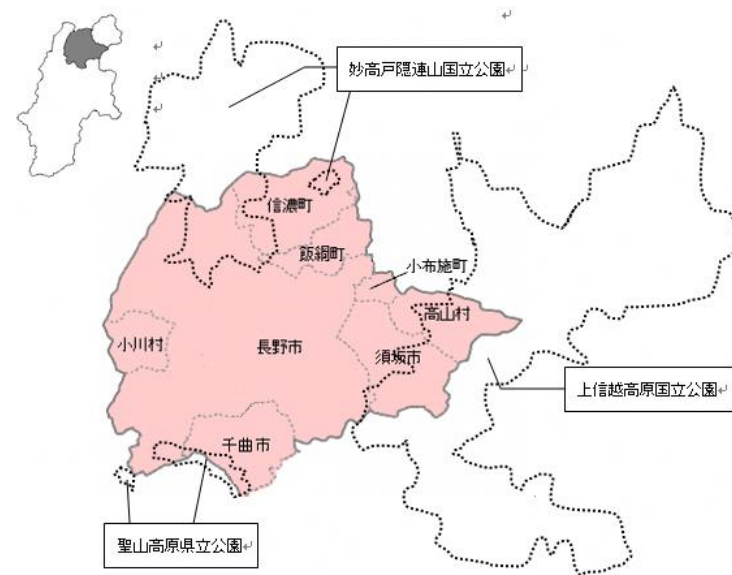 妙高戸隠連山国立公園
信濃町
飯綱町
小布施町
高山村
小川村
長野市
須坂市
上信越高原国立公園
千曲市
聖山高原県立公園